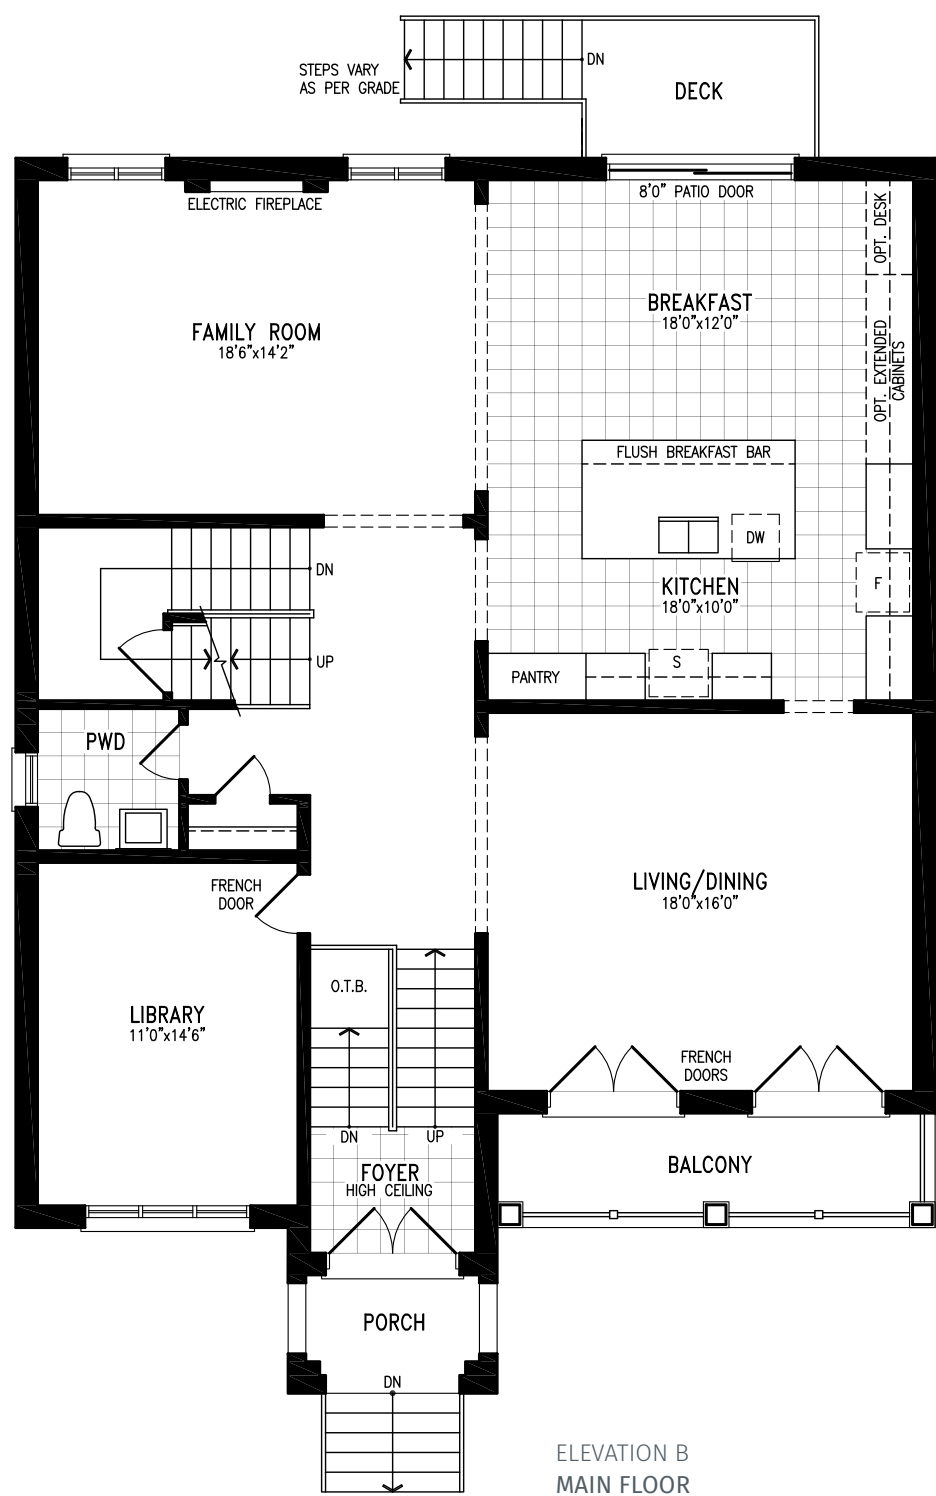 STEPS VARY
AS PER GRADE
DN
DECK
ELECTRIC FIREPLACE
8'0" PATIO DOOR
OPT. DESK
FAMILY ROOM
18'6"x14'2"
BREAKFAST
18'0"x12'0"
OPT. EXTENDED
CABINETS
FLUSH BREAKFAST BAR
DW
DN
KITCHEN
18'0"x10'0"
F
UP
PANTRY
S
PWD
FRENCH
DOOR
LIVING/DINING
18'0"x16'0"
O.T.B.
LIBRARY
11'0"x14'6"
FRENCH
DOORS
DN
UP
FOYER
HIGH CEILING
BALCONY
PORCH
DN
ELEVATION B
MAIN FLOOR